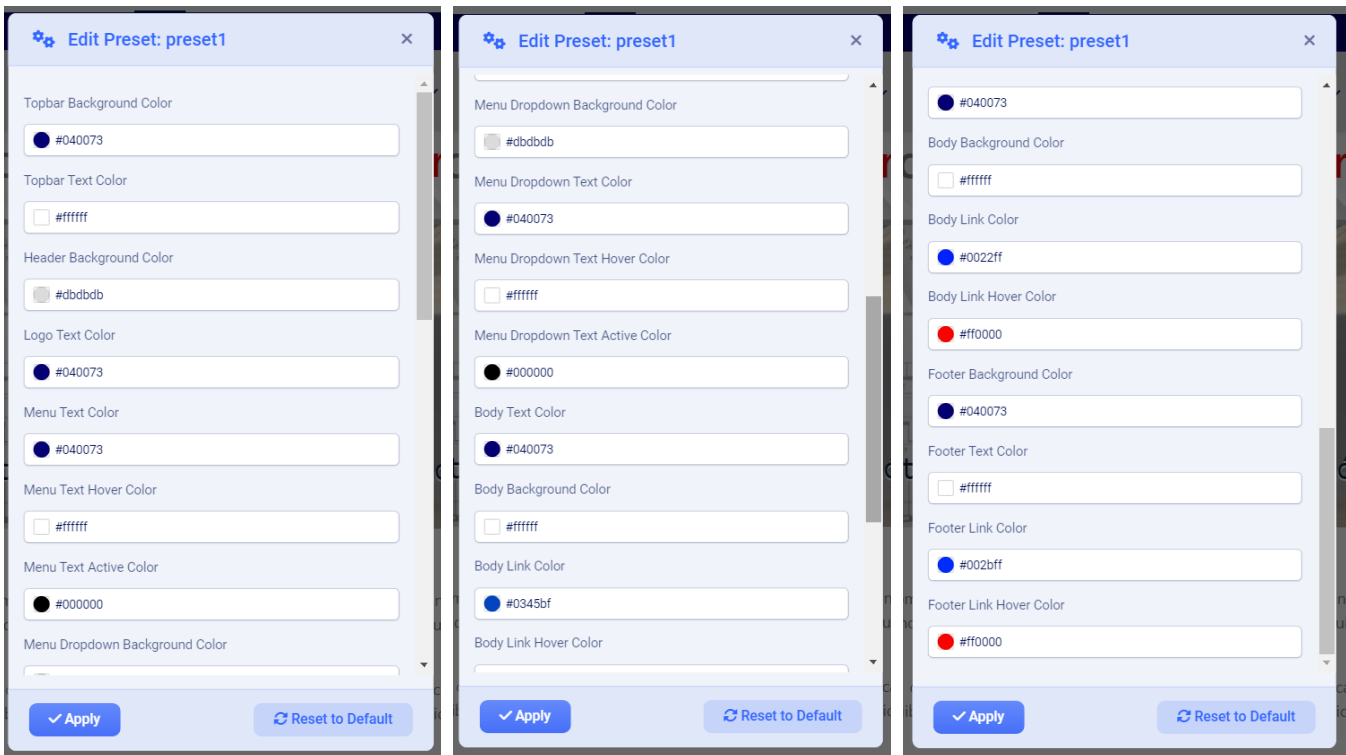 Edit Preset: preset1
Topbar Background Color
#040073
Topbar Text Color
#ffffff
Header Background Color
#dbdbdb
Logo Text Color
#040073
Menu Text Color
#040073
Menu Text Hover Color
#ffffff
Menu Text Active Color
#000000
Menu Dropdown Background Color
Apply
Reset to Default
Edit Preset: preset1
Menu Dropdown Background Color
#dbdbdb
Menu Dropdown Text Color
#040073
Menu Dropdown Text Hover Color
#ffffff
Menu Dropdown Text Active Color
#000000
Body Text Color
#040073
Body Background Color
#ffffff
Body Link Color
#0345bf
Body Link Hover Color
Apply
Reset to Default
Edit Preset: preset1
#040073
Body Background Color
#ffffff
Body Link Color
#0022ff
Body Link Hover Color
#ff0000
Footer Background Color
#040073
Footer Text Color
#ffffff
Footer Link Color
#002bff
Footer Link Hover Color
#ff0000
Apply
Reset to Default